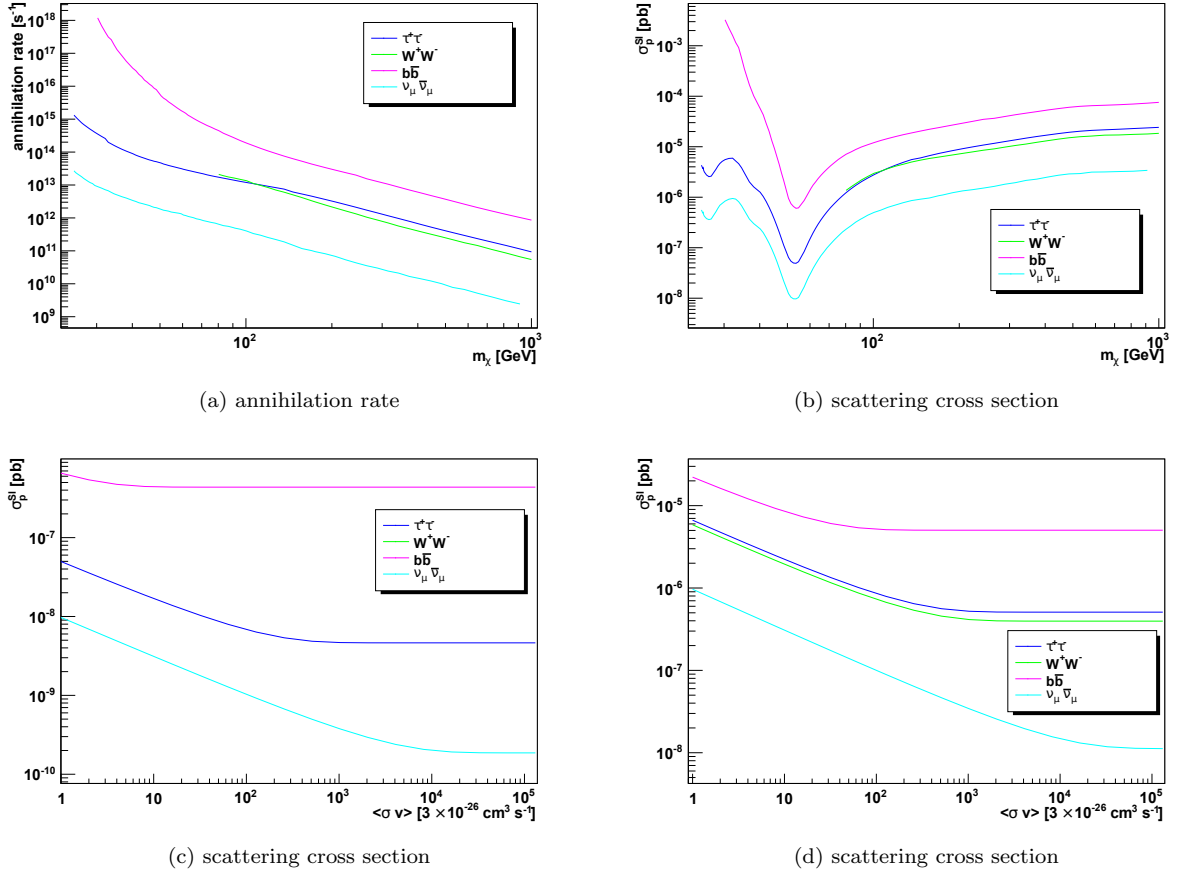 annihilation rate [s⁻¹]
10¹⁸
10¹⁷
10¹⁶
10¹⁵
10¹⁴
10¹³
10¹²
10¹¹
10¹⁰
10⁹
τ⁺τ⁻
W⁺W⁻
bb̅
ν_μ ν̅_μ
10²
10³
m_χ [GeV]
(a) annihilation rate
σ_p^SI [pb]
10⁻³
10⁻⁴
10⁻⁵
10⁻⁶
10⁻⁷
10⁻⁸
τ⁺τ⁻
W⁺W⁻
bb̅
ν_μ ν̅_μ
10²
10³
m_χ [GeV]
(b) scattering cross section
σ_p^SI [pb]
10⁻⁷
10⁻⁸
10⁻⁹
10⁻¹⁰
τ⁺τ⁻
W⁺W⁻
bb̅
ν_μ ν̅_μ
1 10 10² 10³ 10⁴ 10⁵
<σ v> [3 ×10⁻²⁶ cm³ s⁻¹]
(c) scattering cross section
σ_p^SI [pb]
10⁻⁵
10⁻⁶
10⁻⁷
10⁻⁸
τ⁺τ⁻
W⁺W⁻
bb̅
ν_μ ν̅_μ
1 10 10² 10³ 10⁴ 10⁵
<σ v> [3 ×10⁻²⁶ cm³ s⁻¹]
(d) scattering cross section